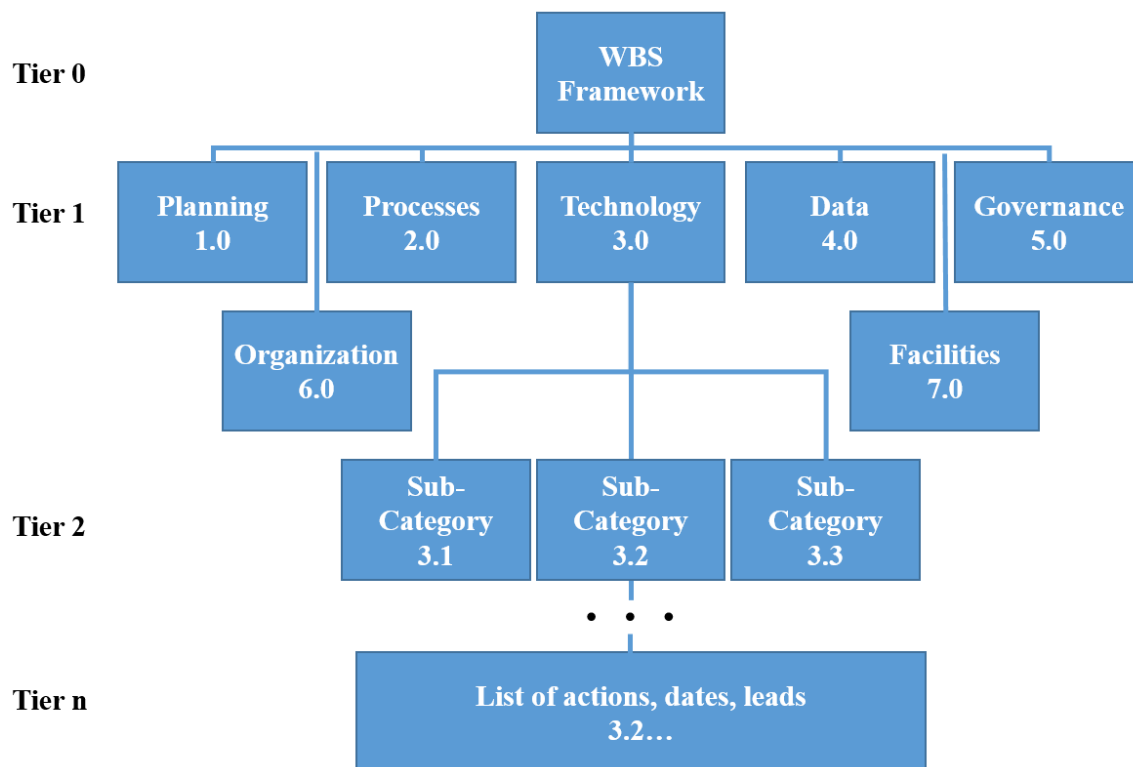 Tier 0
WBS
Framework
Tier 1
Planning
1.0
Processes
2.0
Technology
3.0
Data
4.0
Governance
5.0
Organization
6.0
Facilities
7.0
Tier 2
Sub-
Category
3.1
Sub-
Category
3.2
Sub-
Category
3.3
• • •
Tier n
List of actions, dates, leads
3.2…